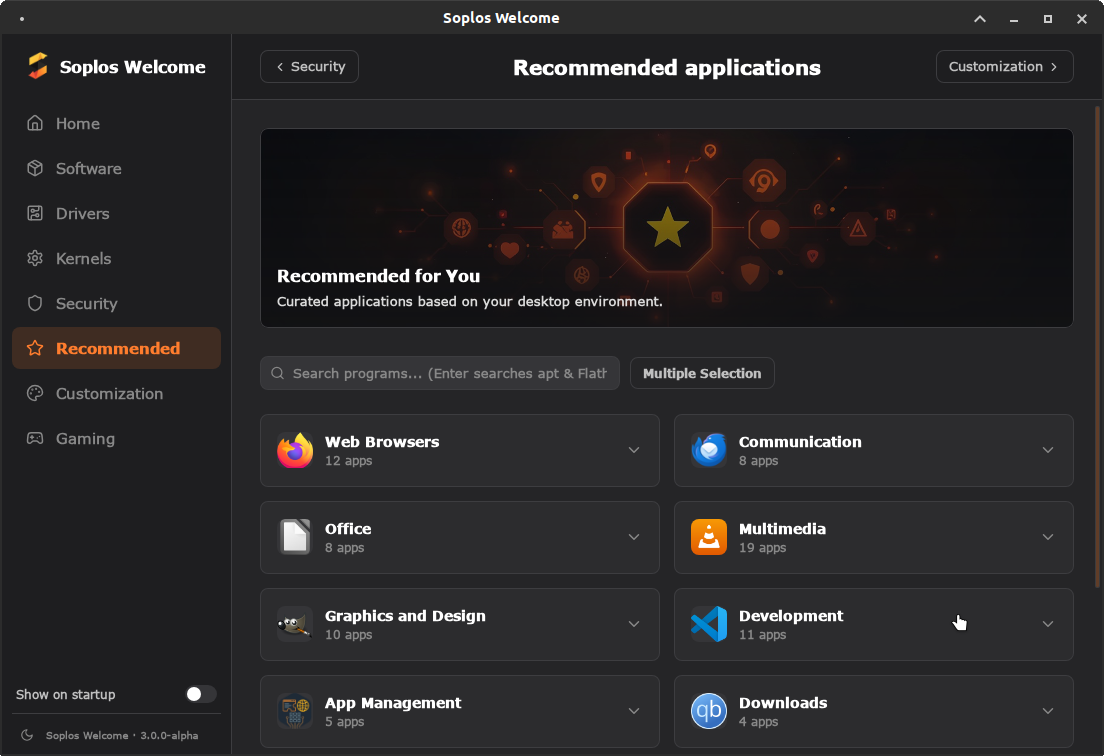 Soplos Welcome
Soplos Welcome
Security
Recommended applications
Customization
Home
Software
Drivers
Kernels
Security
Recommended
Customization
Gaming
Recommended for You
Curated applications based on your desktop environment.
Search programs... (Enter searches apt & Flath
Multiple Selection
Web Browsers
12 apps
Communication
8 apps
Office
8 apps
Multimedia
19 apps
Graphics and Design
10 apps
Development
11 apps
App Management
5 apps
qb
Downloads
4 apps
Show on startup
Soplos Welcome · 3.0.0-alpha